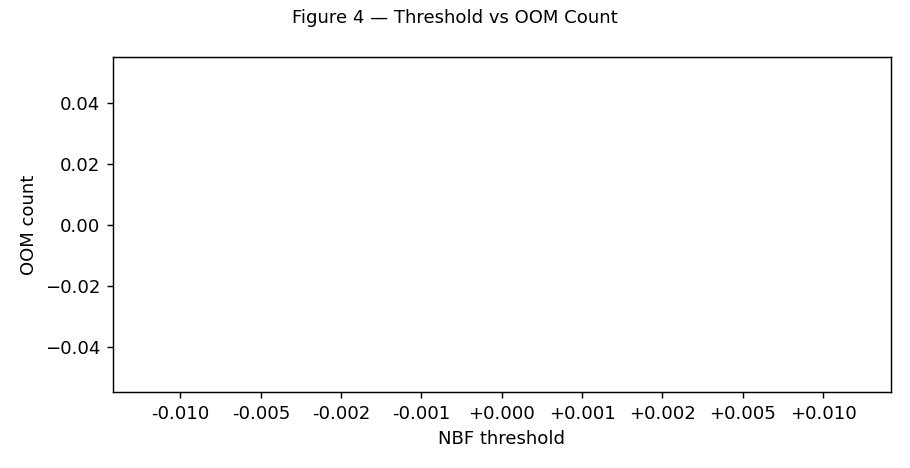 Figure 4 — Threshold vs OOM Count
0.04
0.02
0.00
−0.02
−0.04
OOM count
-0.010 -0.005 -0.002 -0.001 +0.000 +0.001 +0.002 +0.005 +0.010
NBF threshold